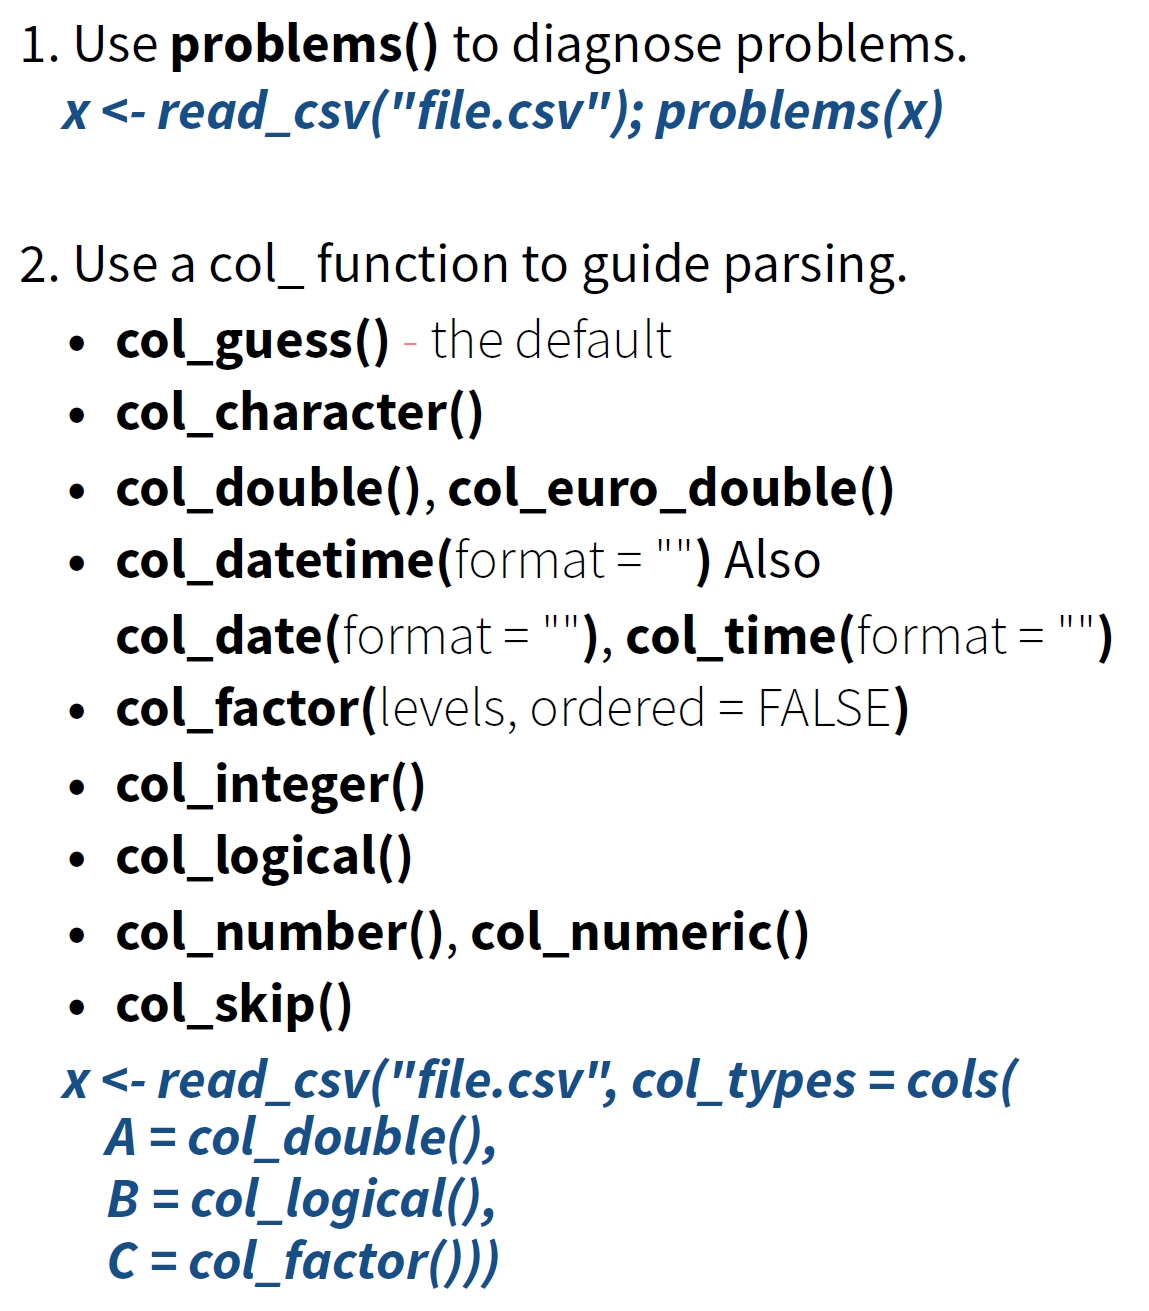 1. Use problems() to diagnose problems.
x <- read_csv("file.csv"); problems(x)
2. Use a col_ function to guide parsing.
• col_guess() - the default
• col_character()
• col_double(), col_euro_double()
• col_datetime(format = "") Also
col_date(format = ""), col_time(format = "")
• col_factor(levels, ordered = FALSE)
• col_integer()
• col_logical()
• col_number(), col_numeric()
• col_skip()
x <- read_csv("file.csv", col_types = cols(
A = col_double(),
B = col_logical(),
C = col_factor()))